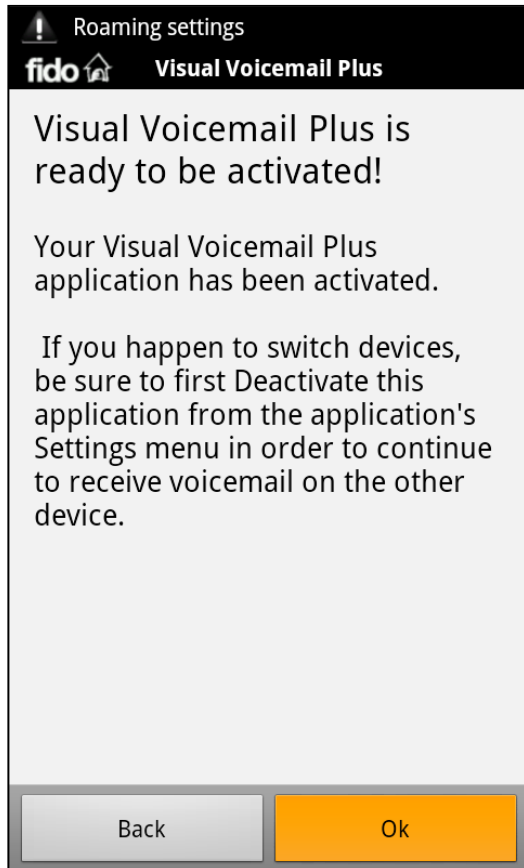 Roaming settings
fido Visual Voicemail Plus
Visual Voicemail Plus is
ready to be activated!
Your Visual Voicemail Plus
application has been activated.
If you happen to switch devices,
be sure to first Deactivate this
application from the application's
Settings menu in order to continue
to receive voicemail on the other
device.
Back Ok